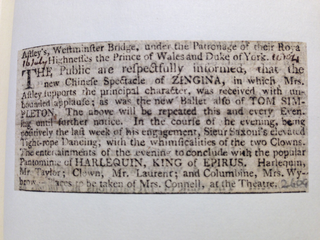 Astley's, Westminster Bridge, under the Patronage of their Roya
16 July Highnesses the Prince of Wales and Duke of York.
THE Public are respectfully informed, that the
new Chinese Spectacle of ZINGINA, in which Mrs.
Astley supports the principal character, was received with un-
bounded applause; as was the new Ballet also of TOM SIM-
PLETON. The above will be repeated this and every Even-
ing until further notice. In the course of the evening, being
positively the last week of his engagement, Sieur Saxoni's elevated
Tight-rope Dancing; with the whimsicalities of the two Clowns.
The entertainments of the evening to conclude with the popular
Pantomime of HARLEQUIN, KING of EPIRUS. Harlequin,
Mr. Taylor; Clown, Mr. Laurent; and Columbine, Mrs. Wy-
to be taken of Mrs. Connell, at the Theatre.